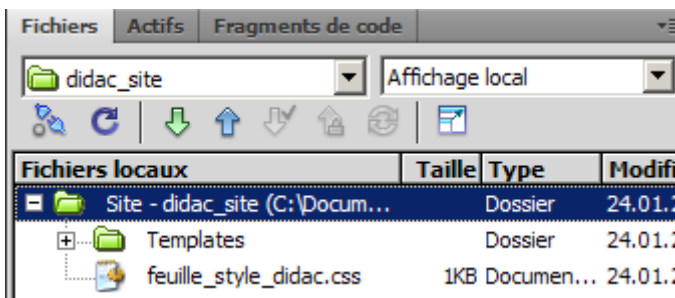 Fichiers Actifs Fragments de code
didac_site Affichage local
Fichiers locaux Taille Type Modifi
Site - didac_site (C:\Docum... Dossier 24.01.2
Templates Dossier 24.01.2
feuille_style_didac.css 1KB Documen... 24.01.2